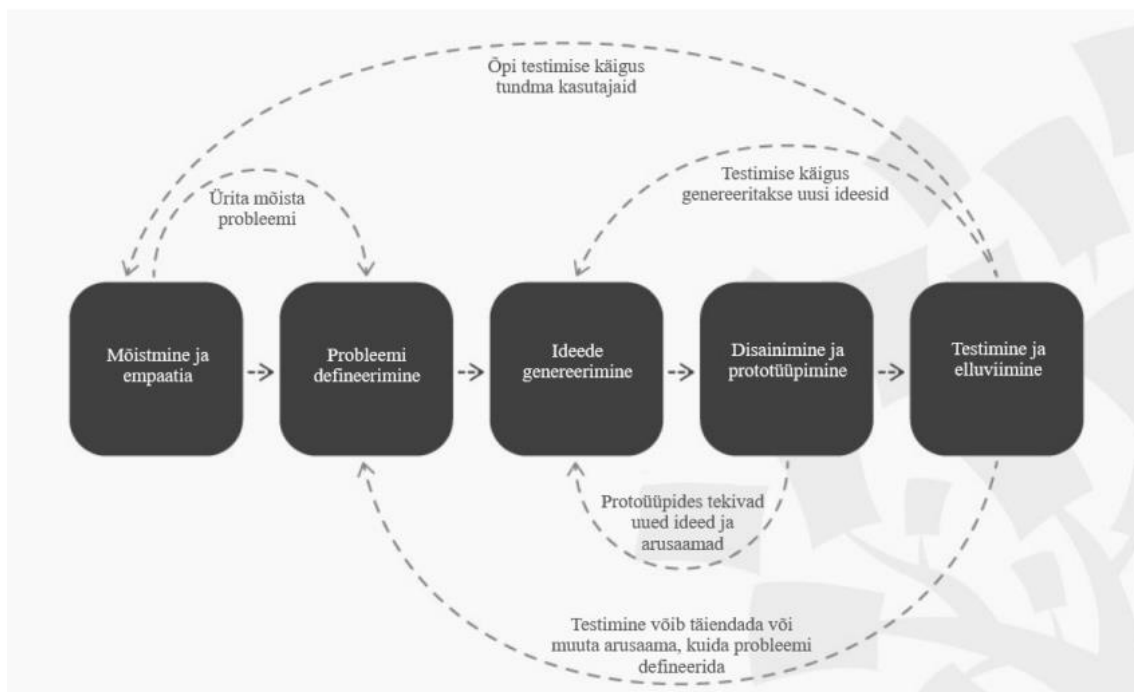 Õpi testimise käigus
tundma kasutajaid
Testimise käigus
genereeritakse uusi ideesid
Ürita mõista
probleemi
Mõistmine ja
empaatia
Probleemi
defineerimine
Ideede
genereerimine
Disainimine ja
prototüüpimine
Testimine ja
elluviimine
Protoüüpides tekivad
uued ideed ja
arusaamad
Testimine võib täiendada või
muuta arusaama, kuida probleemi
defineerida